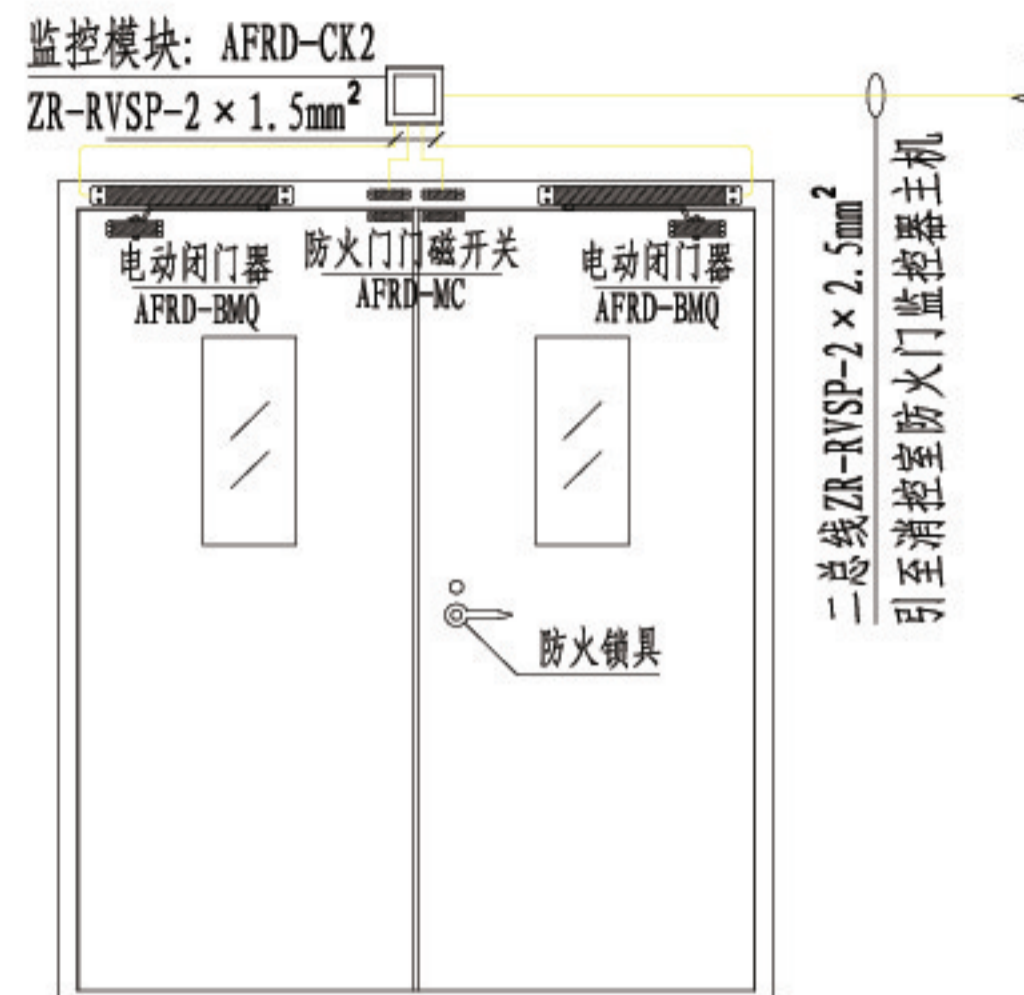 监控模块: AFRD-CK2
ZR-RVSP-2×1.5mm²
电动闭门器
AFRD-BMQ
防火门门磁开关
AFRD-MC
电动闭门器
AFRD-BMQ
防火锁具
二总线ZR-RVSP-2×2.5mm²
引至消控室防火门监控器主机